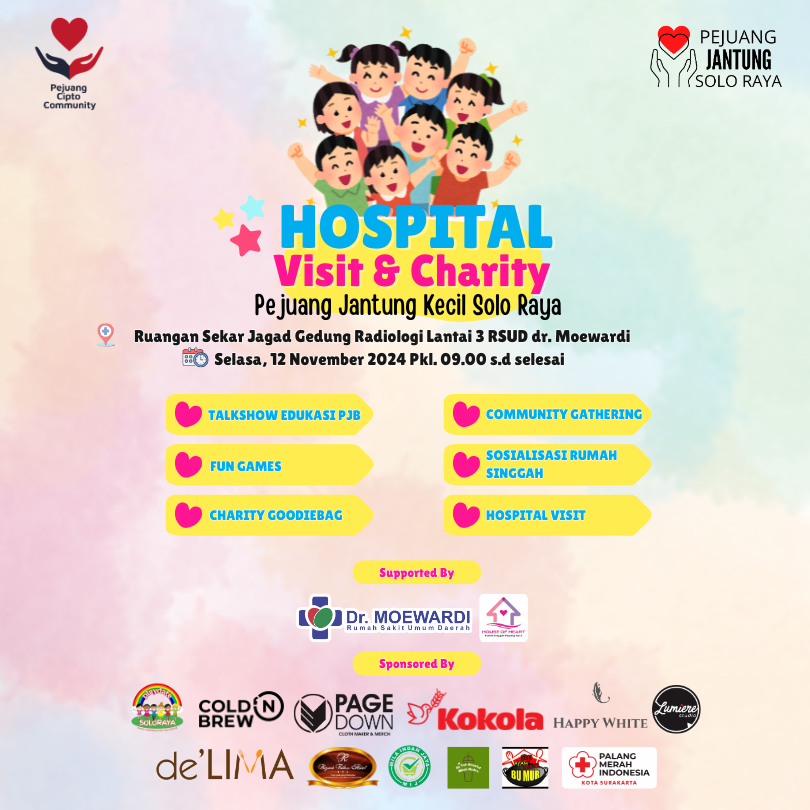 Pejuang
Cipto
Community
PEJUANG
JANTUNG
SOLO RAYA
HOSPITAL
Visit & Charity
Pejuang Jantung Kecil Solo Raya
Ruangan Sekar Jagad Gedung Radiologi Lantai 3 RSUD dr. Moewardi
Selasa, 12 November 2024 Pkl. 09.00 s.d selesai
TALKSHOW EDUKASI PJB
COMMUNITY GATHERING
FUN GAMES
SOSIALISASI RUMAH
SINGGAH
CHARITY GOODIEBAG
HOSPITAL VISIT
Supported By
Dr. MOEWARDI
Rumah Sakit Umum Daerah
HOUSE OF HEART
Sponsored By
SOLORAYA
COLD 'N
BREW
PAGE
DOWN
CLOTH MAKER & MERCH
Kokola
HAPPY WHITE
Lumiere
STUDIO
de'LIMA
BU MUR
PALANG
MERAH
INDONESIA
KOTA SURAKARTA